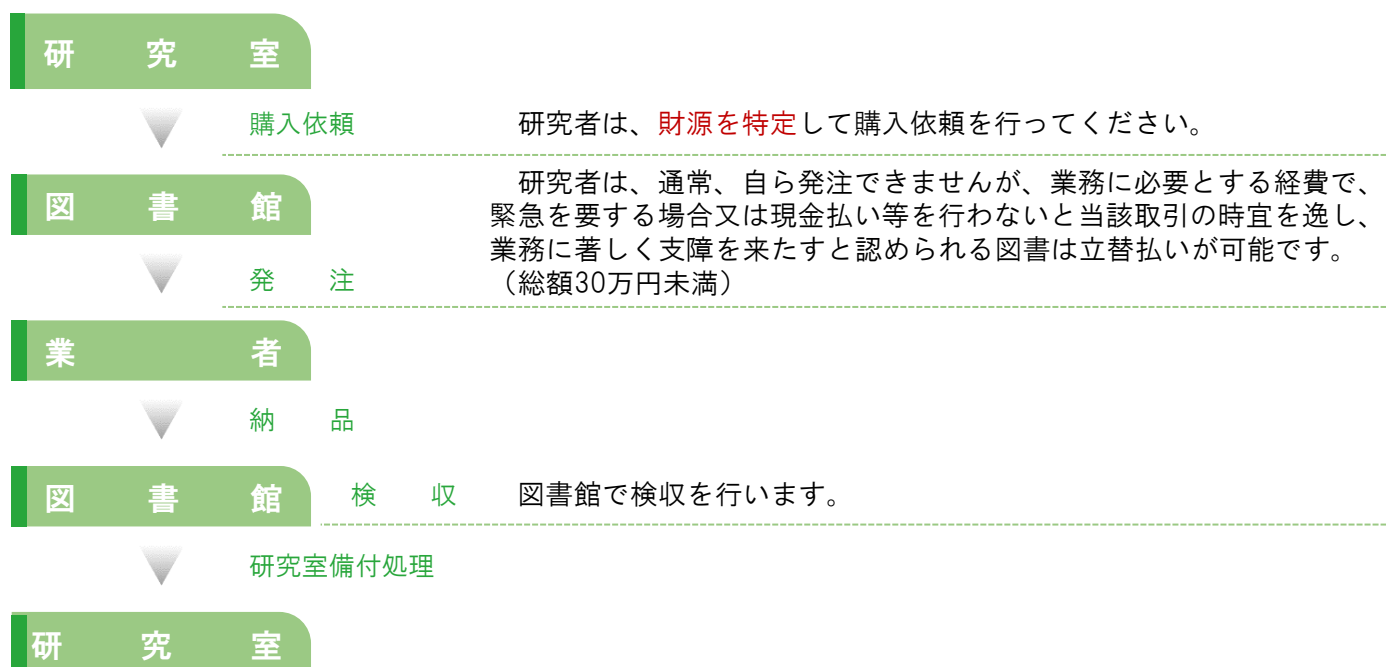 研究室
購入依頼
研究者は、財源を特定して購入依頼を行ってください。
図書館
研究者は、通常、自ら発注できませんが、業務に必要とする経費で、
緊急を要する場合又は現金払い等を行わないと当該取引の時宜を逸し、
業務に著しく支障を来たすと認められる図書は立替払いが可能です。
（総額30万円未満）
発注
業者
納品
図書館
検収
図書館で検収を行います。
研究室備付処理
研究室